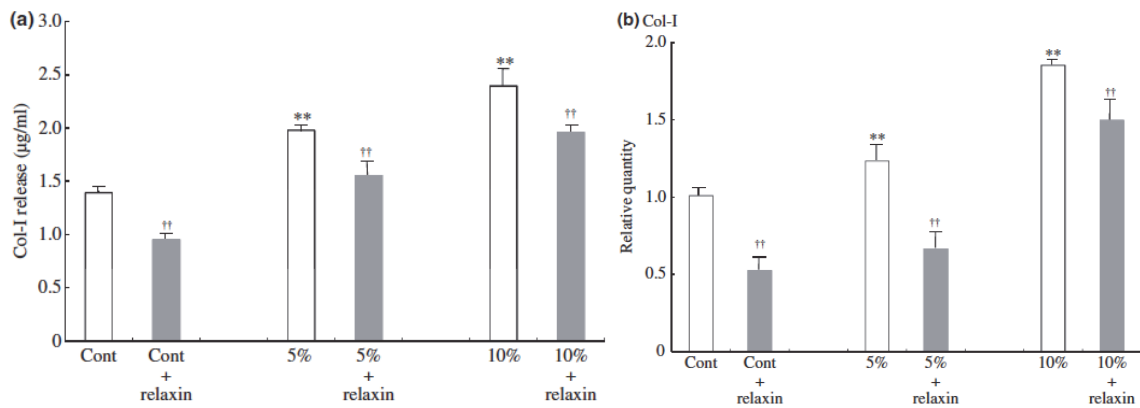 (a)
3.0
2.5
2.0
1.5
1.0
0.5
0
Col-I release (μg/ml)
††
**
††
**
††
Cont
Cont
+
relaxin
5%
5%
+
relaxin
10%
10%
+
relaxin
(b) Col-I
2.0
1.5
1.0
0.5
0
Relative quantity
††
**
††
**
††
Cont
Cont
+
relaxin
5%
5%
+
relaxin
10%
10%
+
relaxin